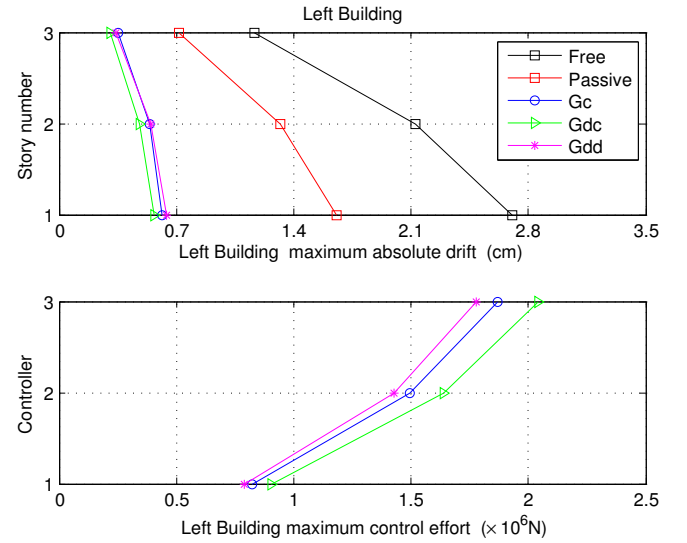 Left Building
3
2
1
Story number
Free
Passive
Gc
Gdc
Gdd
0 0.7 1.4 2.1 2.8 3.5
Left Building maximum absolute drift (cm)
3
2
1
Controller
0 0.5 1 1.5 2 2.5
Left Building maximum control effort (× 10⁶N)